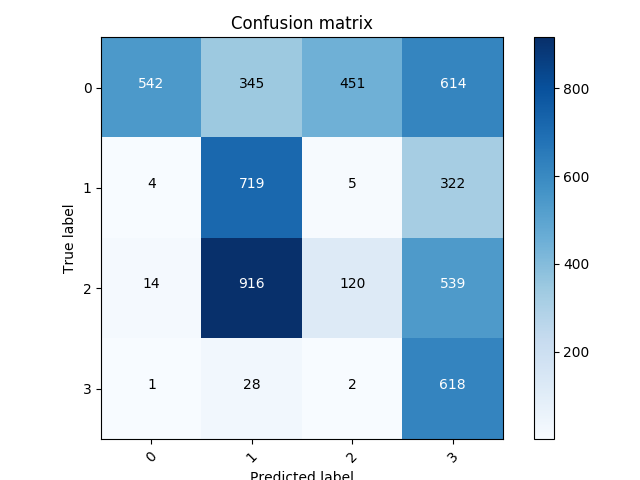 Confusion matrix
0 542 345 451 614
1 4 719 5 322
2 14 916 120 539
3 1 28 2 618
0 1 2 3
True label
Predicted label
800
600
400
200